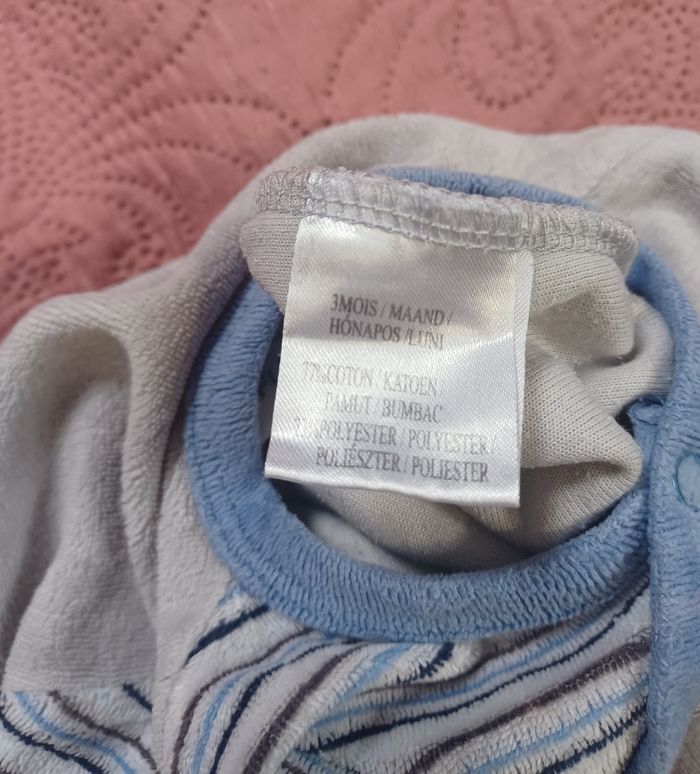 3MOIS / MAAND /
HÓNAPOS /LUNI
77%COTON / KATOEN
PAMUT / BUMBAC
POLYESTER / POLYESTER /
POLIÉSZTER / POLIESTER